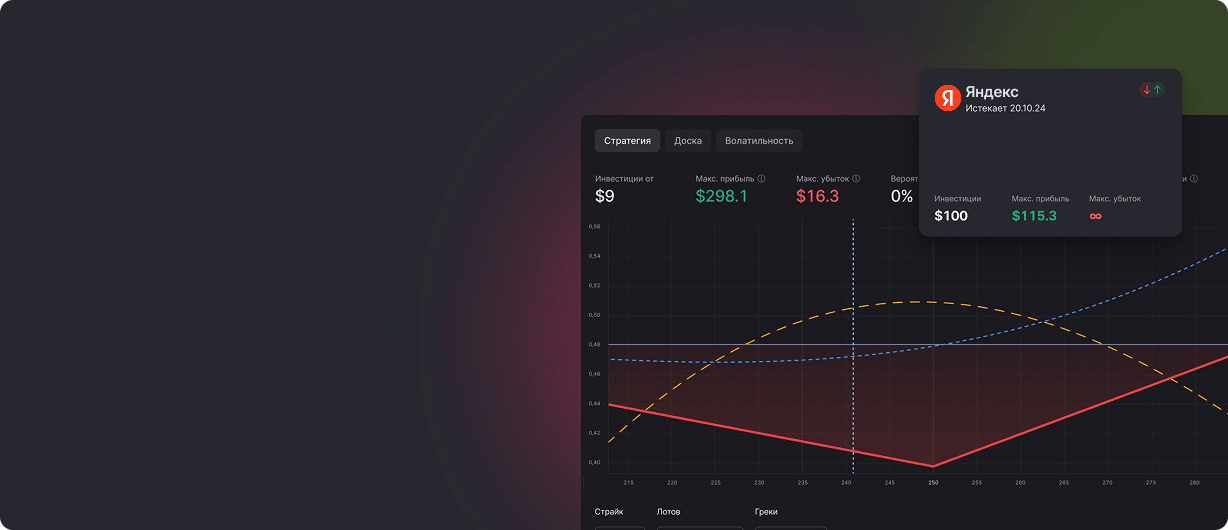 Я Яндекс
Истекает 20.10.24
Инвестиции Макс. прибыль Макс. убыток
$100 $115.3 ∞
Стратегия Доска Волатильность
Инвестиции от Макс. прибыль Макс. убыток
$9 $298.1 $16.3 0%
0,56
0,54
0,52
0,50
0,48
0,46
0,44
0,42
0,40
215 220 225 230 235 240 245 250 255 260 265 270 275 280
Страйк Лотов Греки